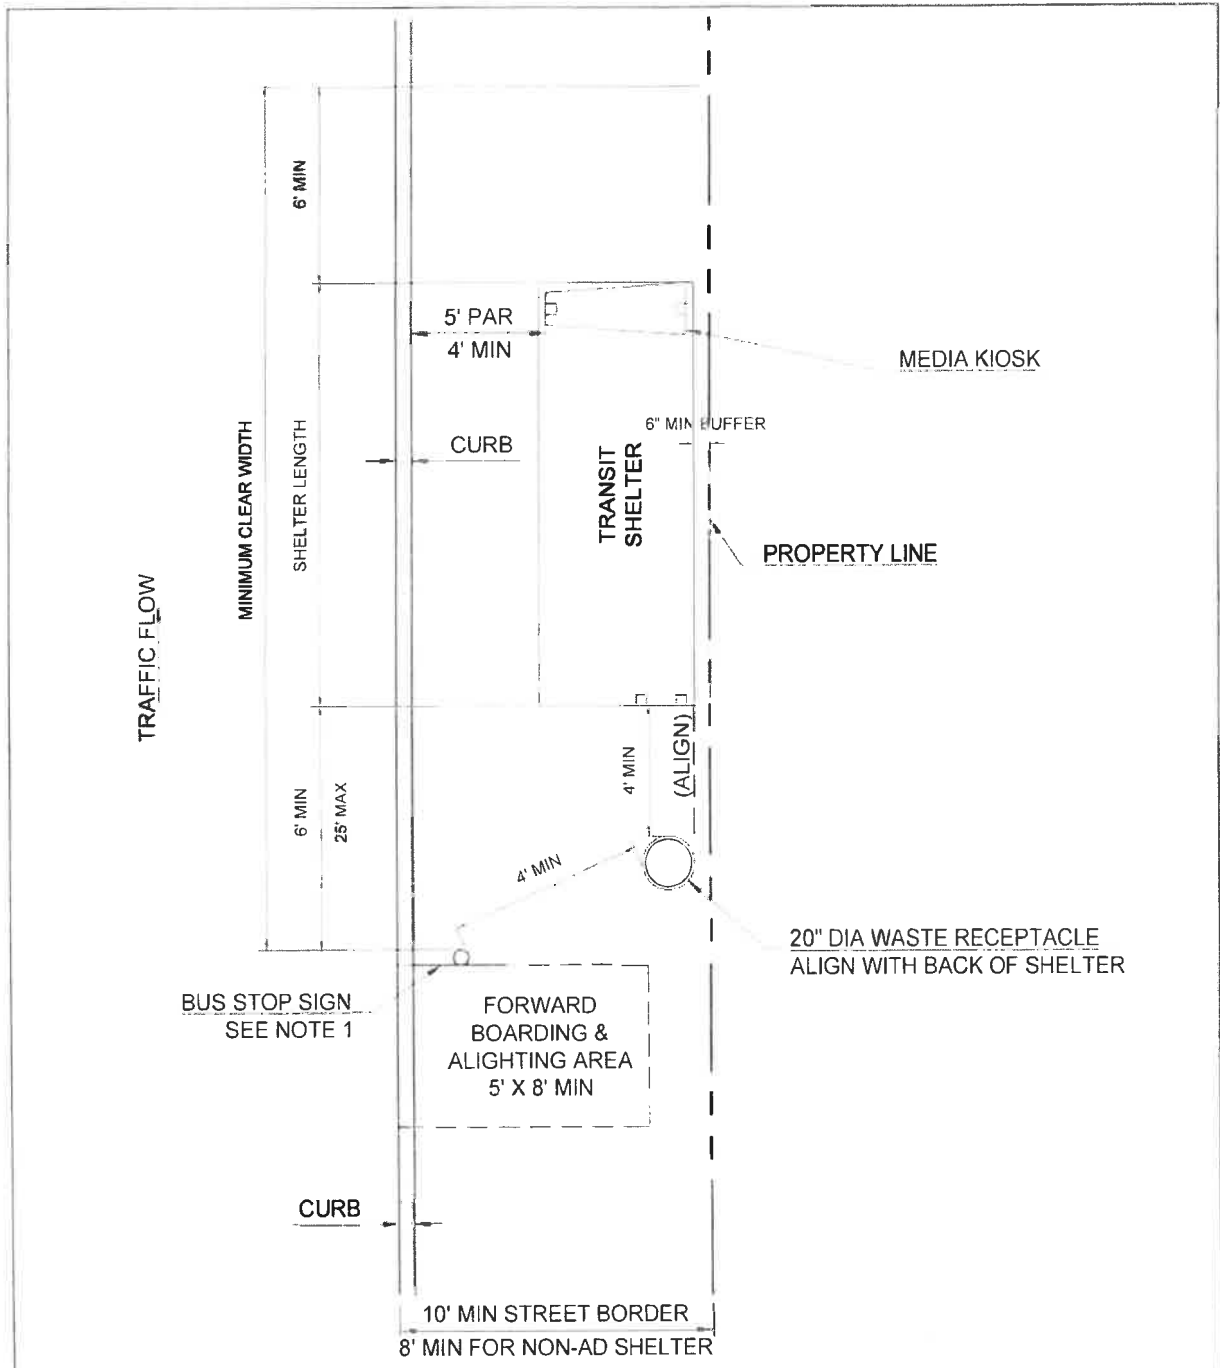 6' MIN
5' PAR
4' MIN
MEDIA KIOSK
6" MIN BUFFER
CURB
MINIMUM CLEAR WIDTH
SHELTER LENGTH
TRANSIT
SHELTER
PROPERTY LINE
TRAFFIC FLOW
6' MIN
25' MAX
4' MIN
(ALIGN)
4' MIN
20" DIA WASTE RECEPTACLE
ALIGN WITH BACK OF SHELTER
BUS STOP SIGN
SEE NOTE 1
FORWARD
BOARDING &
ALIGHTING AREA
5' X 8' MIN
CURB
10' MIN STREET BORDER
8' MIN FOR NON-AD SHELTER